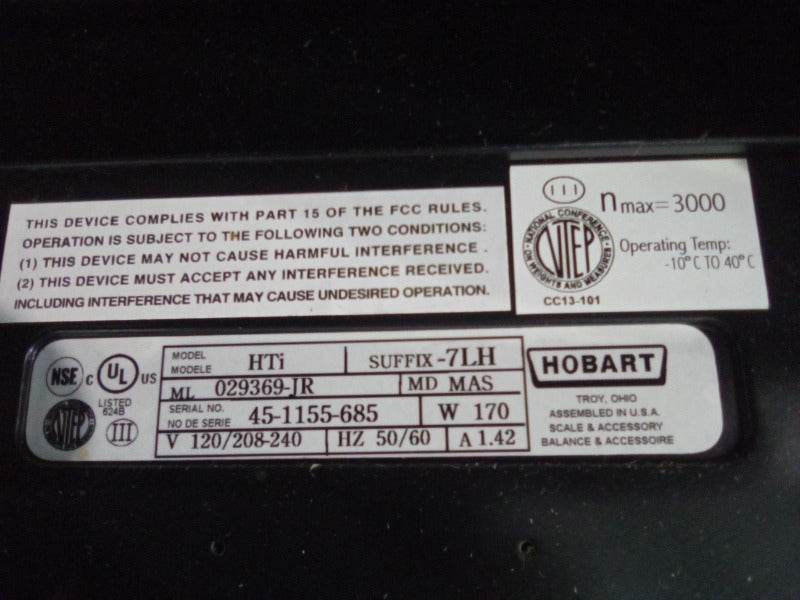 THIS DEVICE COMPLIES WITH PART 15 OF THE FCC RULES.
OPERATION IS SUBJECT TO THE FOLLOWING TWO CONDITIONS:
(1) THIS DEVICE MAY NOT CAUSE HARMFUL INTERFERENCE .
(2) THIS DEVICE MUST ACCEPT ANY INTERFERENCE RECEIVED.
INCLUDING INTERFERENCE THAT MAY CAUSE UNDESIRED OPERATION.
III
n max= 3000
NATIONAL CONFERENCE
ON WEIGHTS AND MEASURES
NTEP
Operating Temp:
-10°C TO 40°C
CC13-101
NSF
C UL US
LISTED
624B
NTEP
III
MODEL
MODELE
HTi
SUFFIX -7LH
ML 029369-JR
MD MAS
SERIAL NO.
NO DE SERIE
45-1155-685
W 170
V 120/208-240
HZ 50/60
A 1.42
HOBART
TROY, OHIO
ASSEMBLED IN U.S.A.
SCALE & ACCESSORY
BALANCE & ACCESSOIRE